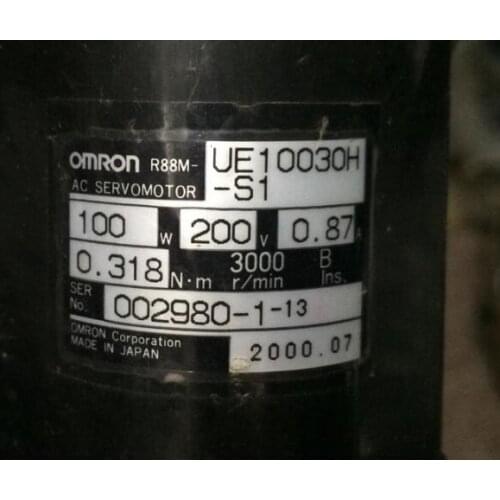 OMRON R88M- UE10030H
AC SERVOMOTOR -S1
100 W 200 V 0.87 A
0.318 N·m 3000 r/min B Ins.
SER No. 002980-1-13
OMRON Corporation
MADE IN JAPAN 2000.07